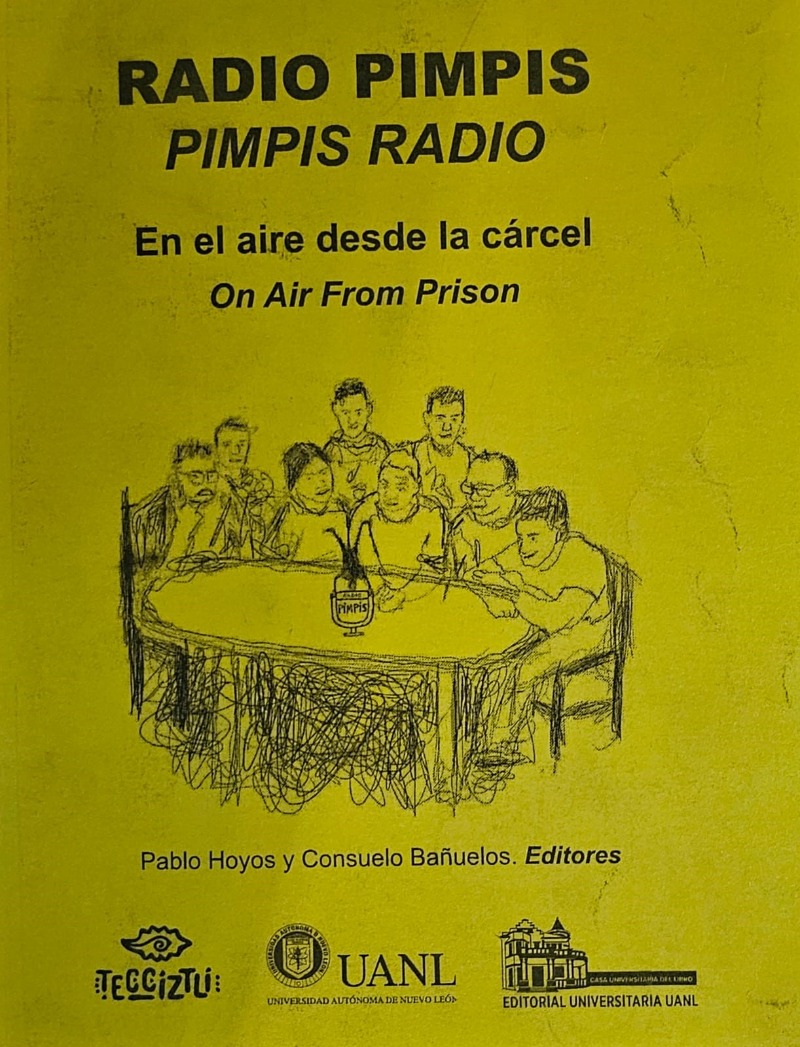 RADIO PIMPIS
PIMPIS RADIO
En el aire desde la cárcel
On Air From Prison
RADIO
PIMPIS
Pablo Hoyos y Consuelo Bañuelos. Editores
TECCIZTLI
UANL
UNIVERSIDAD AUTÓNOMA DE NUEVO LEÓN
CASA UNIVERSITARIA DEL LIBRO
EDITORIAL UNIVERSITARIA UANL